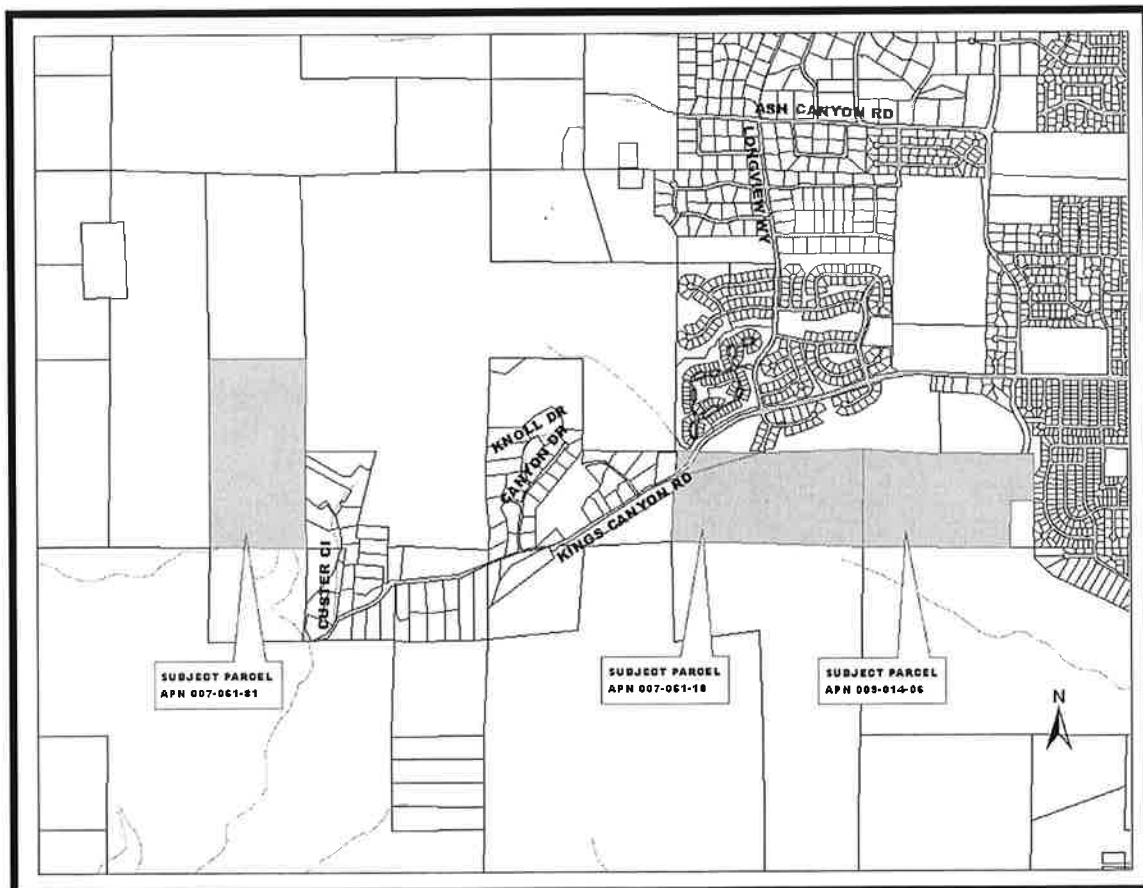 ASH CANYON RD
LONGVIEW WY
KNOLL DR
CANYON DR
KINGS CANYON RD
CUSTER CI
SUBJECT PARCEL
APN 007-061-81
SUBJECT PARCEL
APN 007-061-18
SUBJECT PARCEL
APN 009-014-06
N